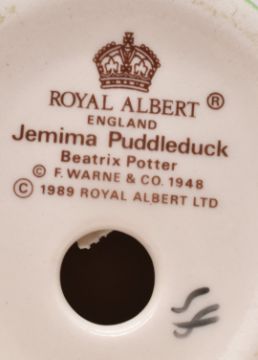 ROYAL ALBERT ®
ENGLAND
Jemima Puddleduck
Beatrix Potter
© F. WARNE & CO. 1948
© 1989 ROYAL ALBERT LTD